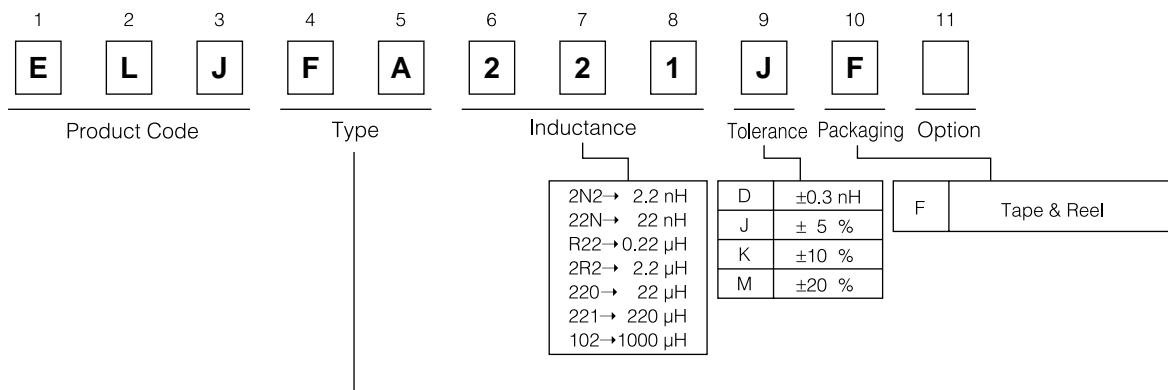 1 2 3 4 5 6 7 8 9 10 11
E L J F A 2 2 1 J F
Product Code Type Inductance Tolerance Packaging Option
2N2→ 2.2 nH
22N→ 22 nH
R22→0.22 µH
2R2→ 2.2 µH
220→ 22 µH
221→ 220 µH
102→1000 µH
D ±0.3 nH
J ± 5 %
K ±10 %
M ±20 %
F Tape & Reel